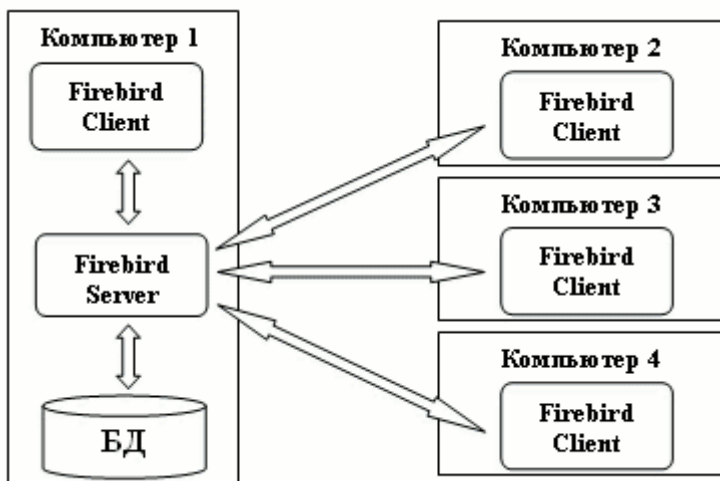 Компьютер 1
Firebird
Client
Firebird
Server
БД
Компьютер 2
Firebird
Client
Компьютер 3
Firebird
Client
Компьютер 4
Firebird
Client